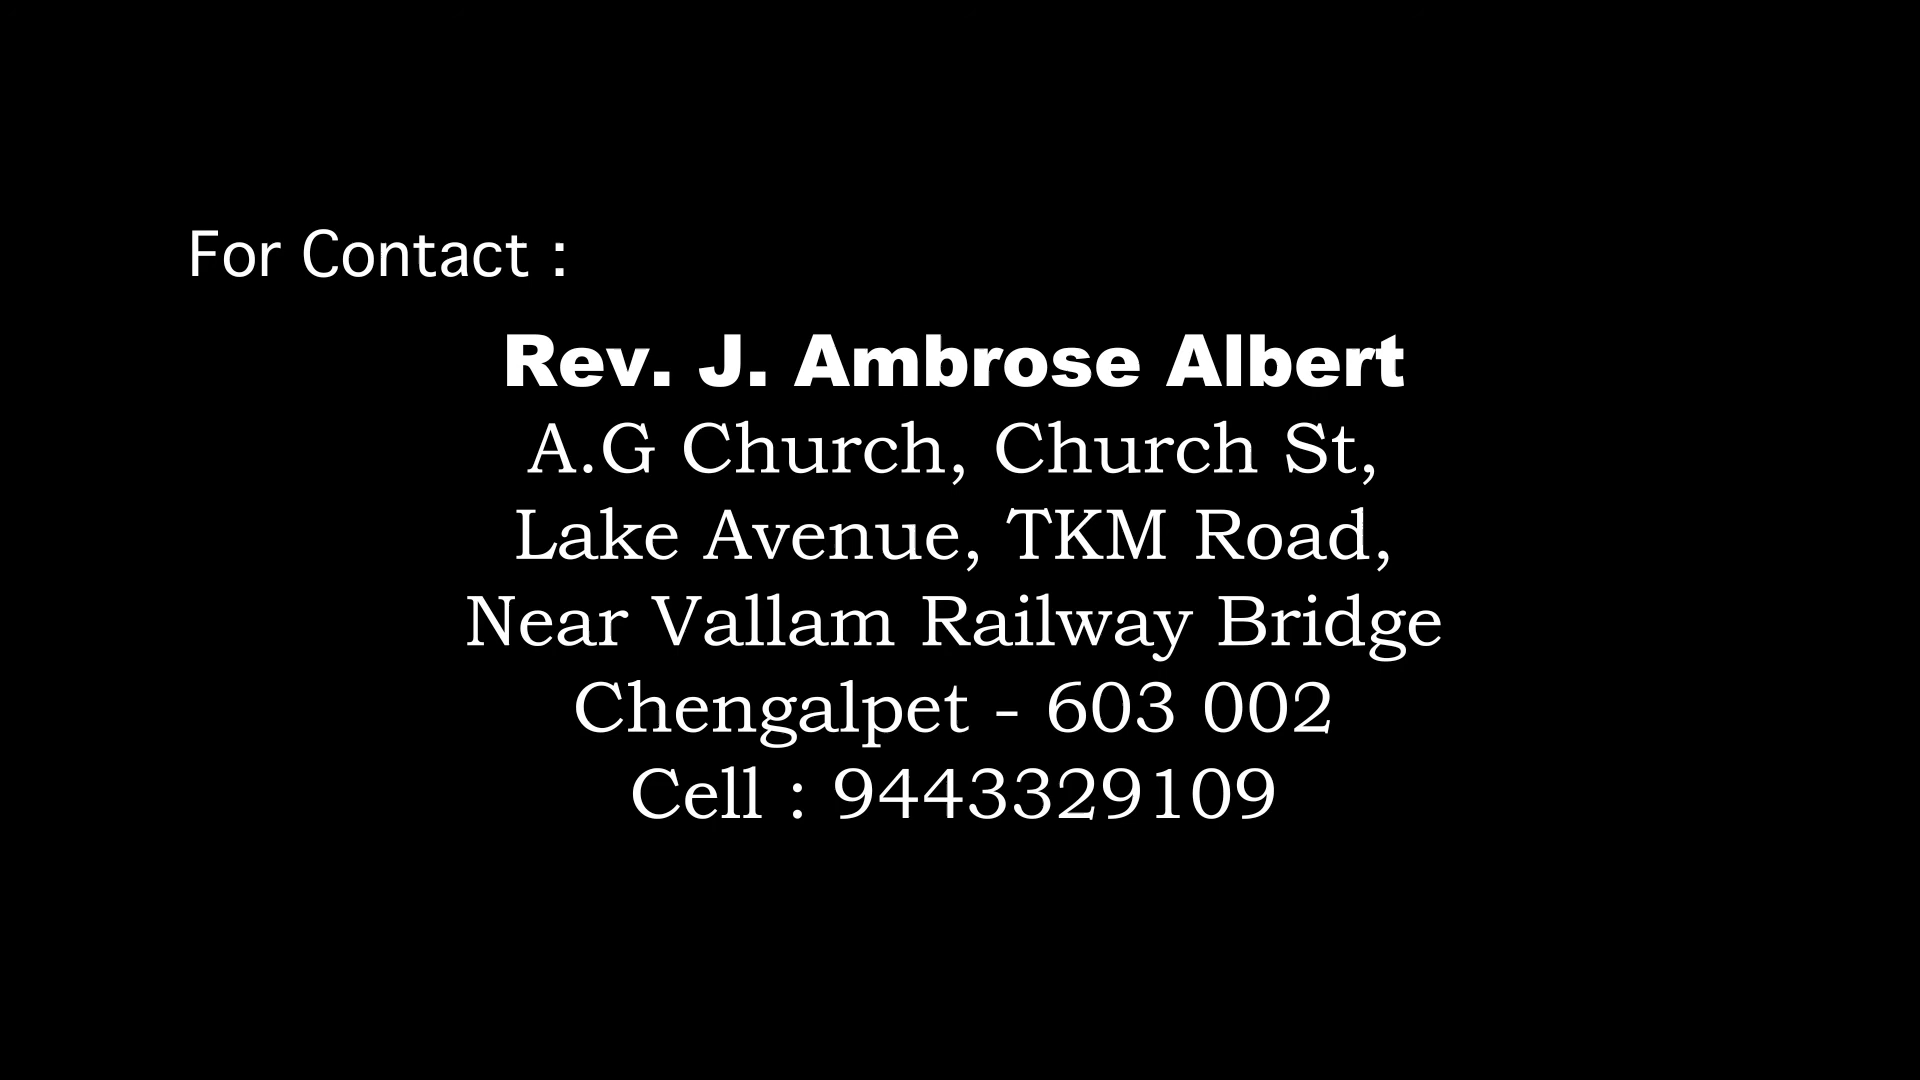 For Contact :
Rev. J. Ambrose Albert
A.G Church, Church St,
Lake Avenue, TKM Road,
Near Vallam Railway Bridge
Chengalpet - 603 002
Cell : 9443329109